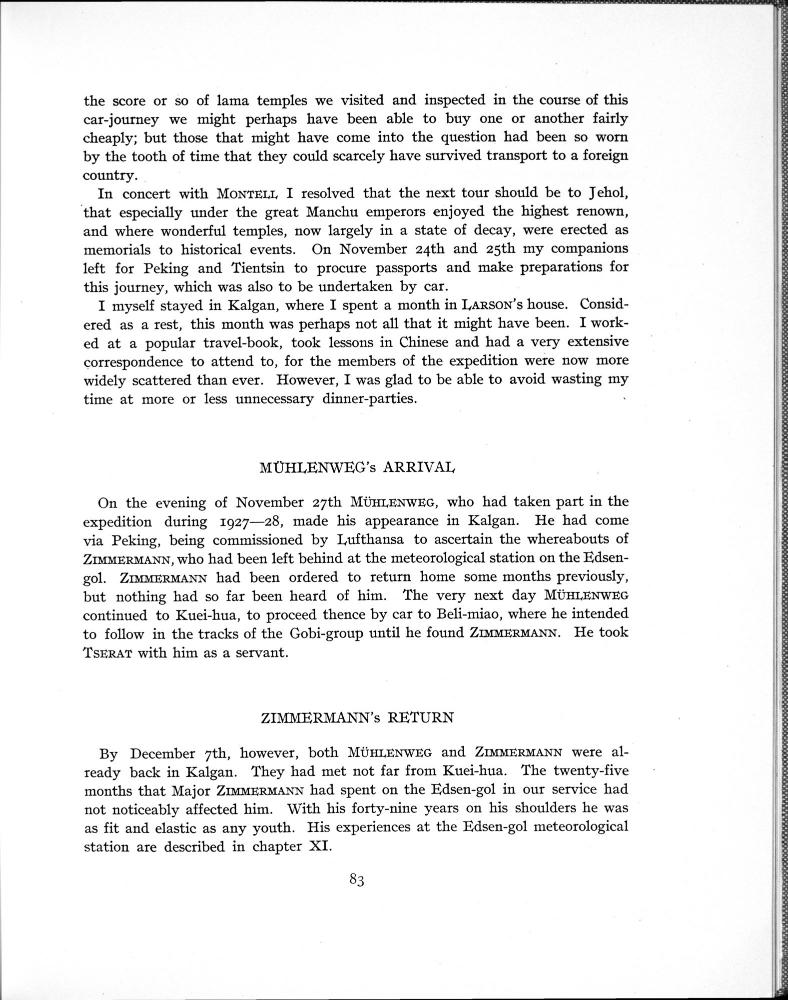 the score or so of lama temples we visited and inspected in the course of this
car-journey we might perhaps have been able to buy one or another fairly
cheaply; but those that might have come into the question had been so worn
by the tooth of time that they could scarcely have survived transport to a foreign
country.
In concert with MONTELL I resolved that the next tour should be to Jehol,
that especially under the great Manchu emperors enjoyed the highest renown,
and where wonderful temples, now largely in a state of decay, were erected as
memorials to historical events. On November 24th and 25th my companions
left for Peking and Tientsin to procure passports and make preparations for
this journey, which was also to be undertaken by car.
I myself stayed in Kalgan, where I spent a month in LARSON's house. Consid-
ered as a rest, this month was perhaps not all that it might have been. I work-
ed at a popular travel-book, took lessons in Chinese and had a very extensive
correspondence to attend to, for the members of the expedition were now more
widely scattered than ever. However, I was glad to be able to avoid wasting my
time at more or less unnecessary dinner-parties.
MÜHLENWEG's ARRIVAL
On the evening of November 27th MÜHLENWEG, who had taken part in the
expedition during 1927—28, made his appearance in Kalgan. He had come
via Peking, being commissioned by Lufthansa to ascertain the whereabouts of
ZIMMERMANN, who had been left behind at the meteorological station on the Edsen-
gol. ZIMMERMANN had been ordered to return home some months previously,
but nothing had so far been heard of him. The very next day MÜHLENWEG
continued to Kuei-hua, to proceed thence by car to Beli-miao, where he intended
to follow in the tracks of the Gobi-group until he found ZIMMERMANN. He took
TSERAT with him as a servant.
ZIMMERMANN's RETURN
By December 7th, however, both MÜHLENWEG and ZIMMERMANN were al-
ready back in Kalgan. They had met not far from Kuei-hua. The twenty-five
months that Major ZIMMERMANN had spent on the Edsen-gol in our service had
not noticeably affected him. With his forty-nine years on his shoulders he was
as fit and elastic as any youth. His experiences at the Edsen-gol meteorological
station are described in chapter XI.
83